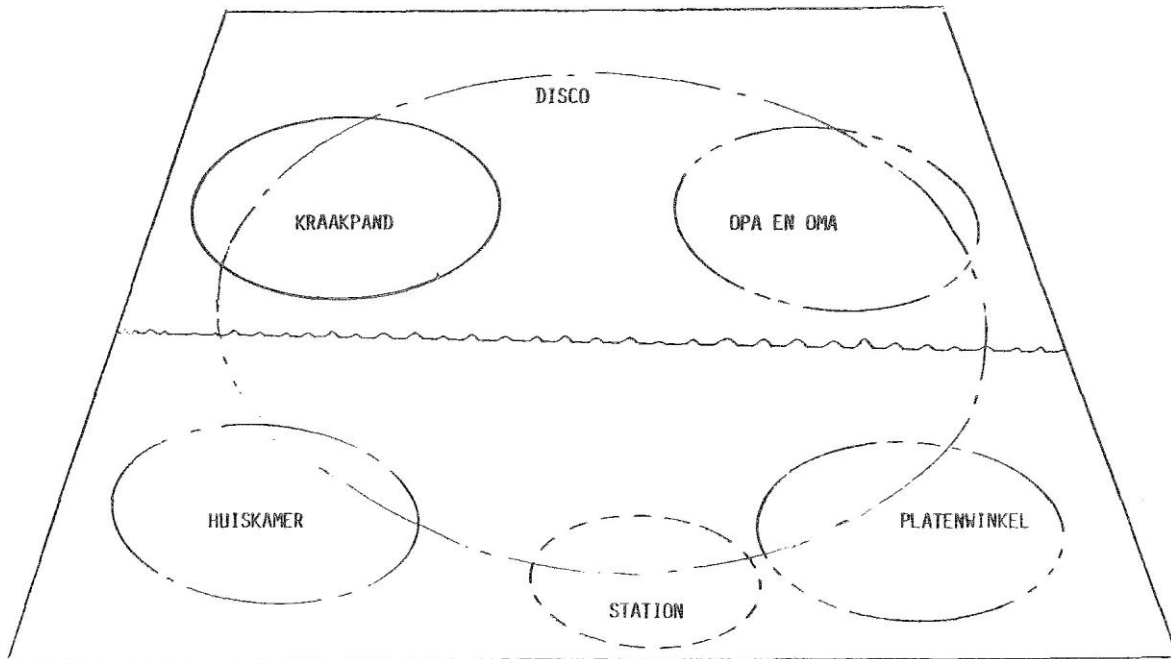 DISCO
KRAAKPAND
OPA EN OMA
HUISKAMER
PLATENWINKEL
STATION